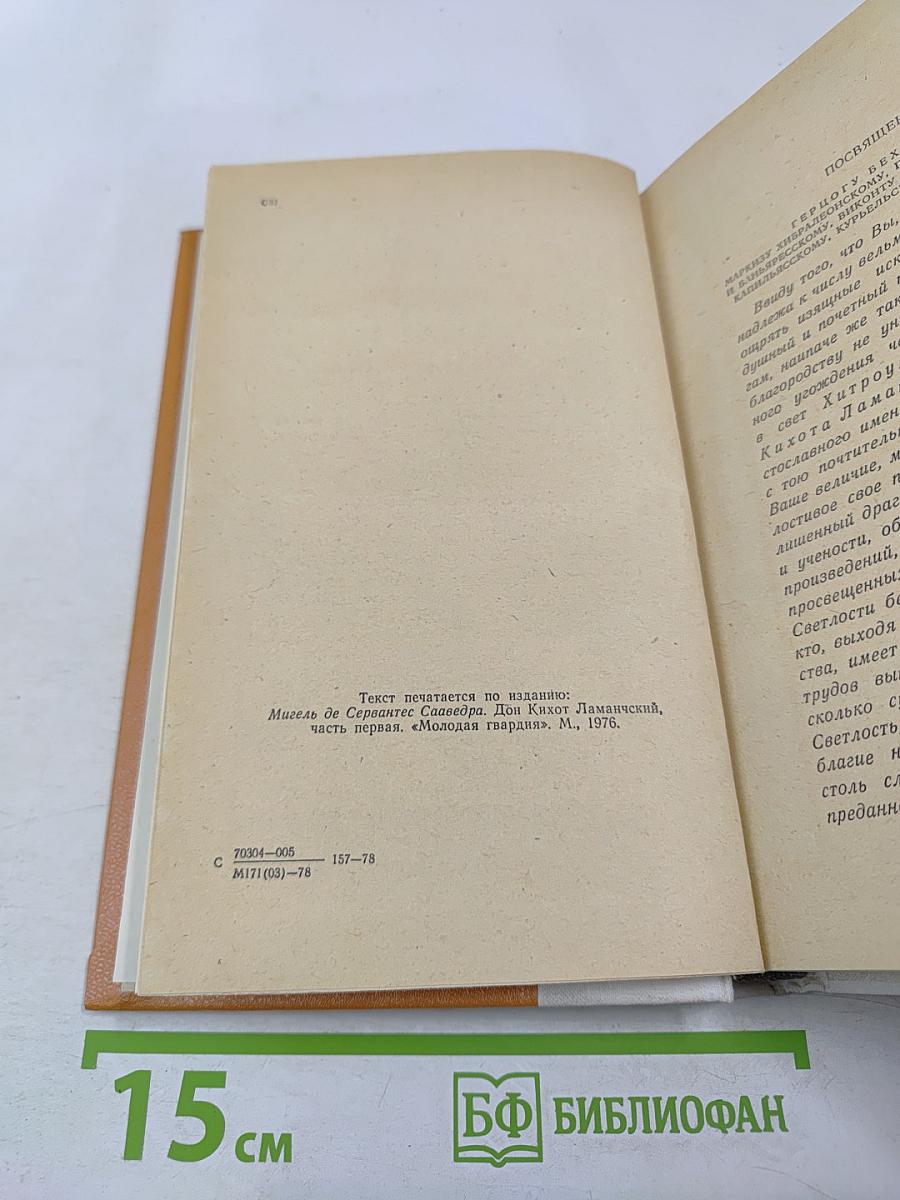 Текст печатается по изданию:
Мигель де Сервантес Сааведра. Дон Кихот Ламанчский,
часть первая. «Молодая гвардия». М., 1976.
С 70304—005 157—78
М171(03)—78
ПОСВЯЩЕН
ГЕРЦОГУ БЕХ
МАРКИЗУ ХИБРАЛЕОНСКОМУ, Г
И БАНЬЯРЕССКОМУ, ВИКОНТУ
КАПИЛЬЯССКОМУ, КУРЬЕЛЬС
Ввиду того, что Вы,
надлежа к числу вельм
ощрять изящные иск
душный и почетный п
гам, наипаче же так
благородству не ун
ного угождения че
в свет Хитроу
Кихота Лама
стославного имен
с тою почтитель
Ваше величие, м
лостивое свое п
лишенный драг
и учености, об
произведений,
просвещенных
Светлости бе
кто, выходя
ства, имеет
трудов вы
сколько су
Светлость,
благие н
столь сл
преданн
15 см
БФ БИБЛИОФАН